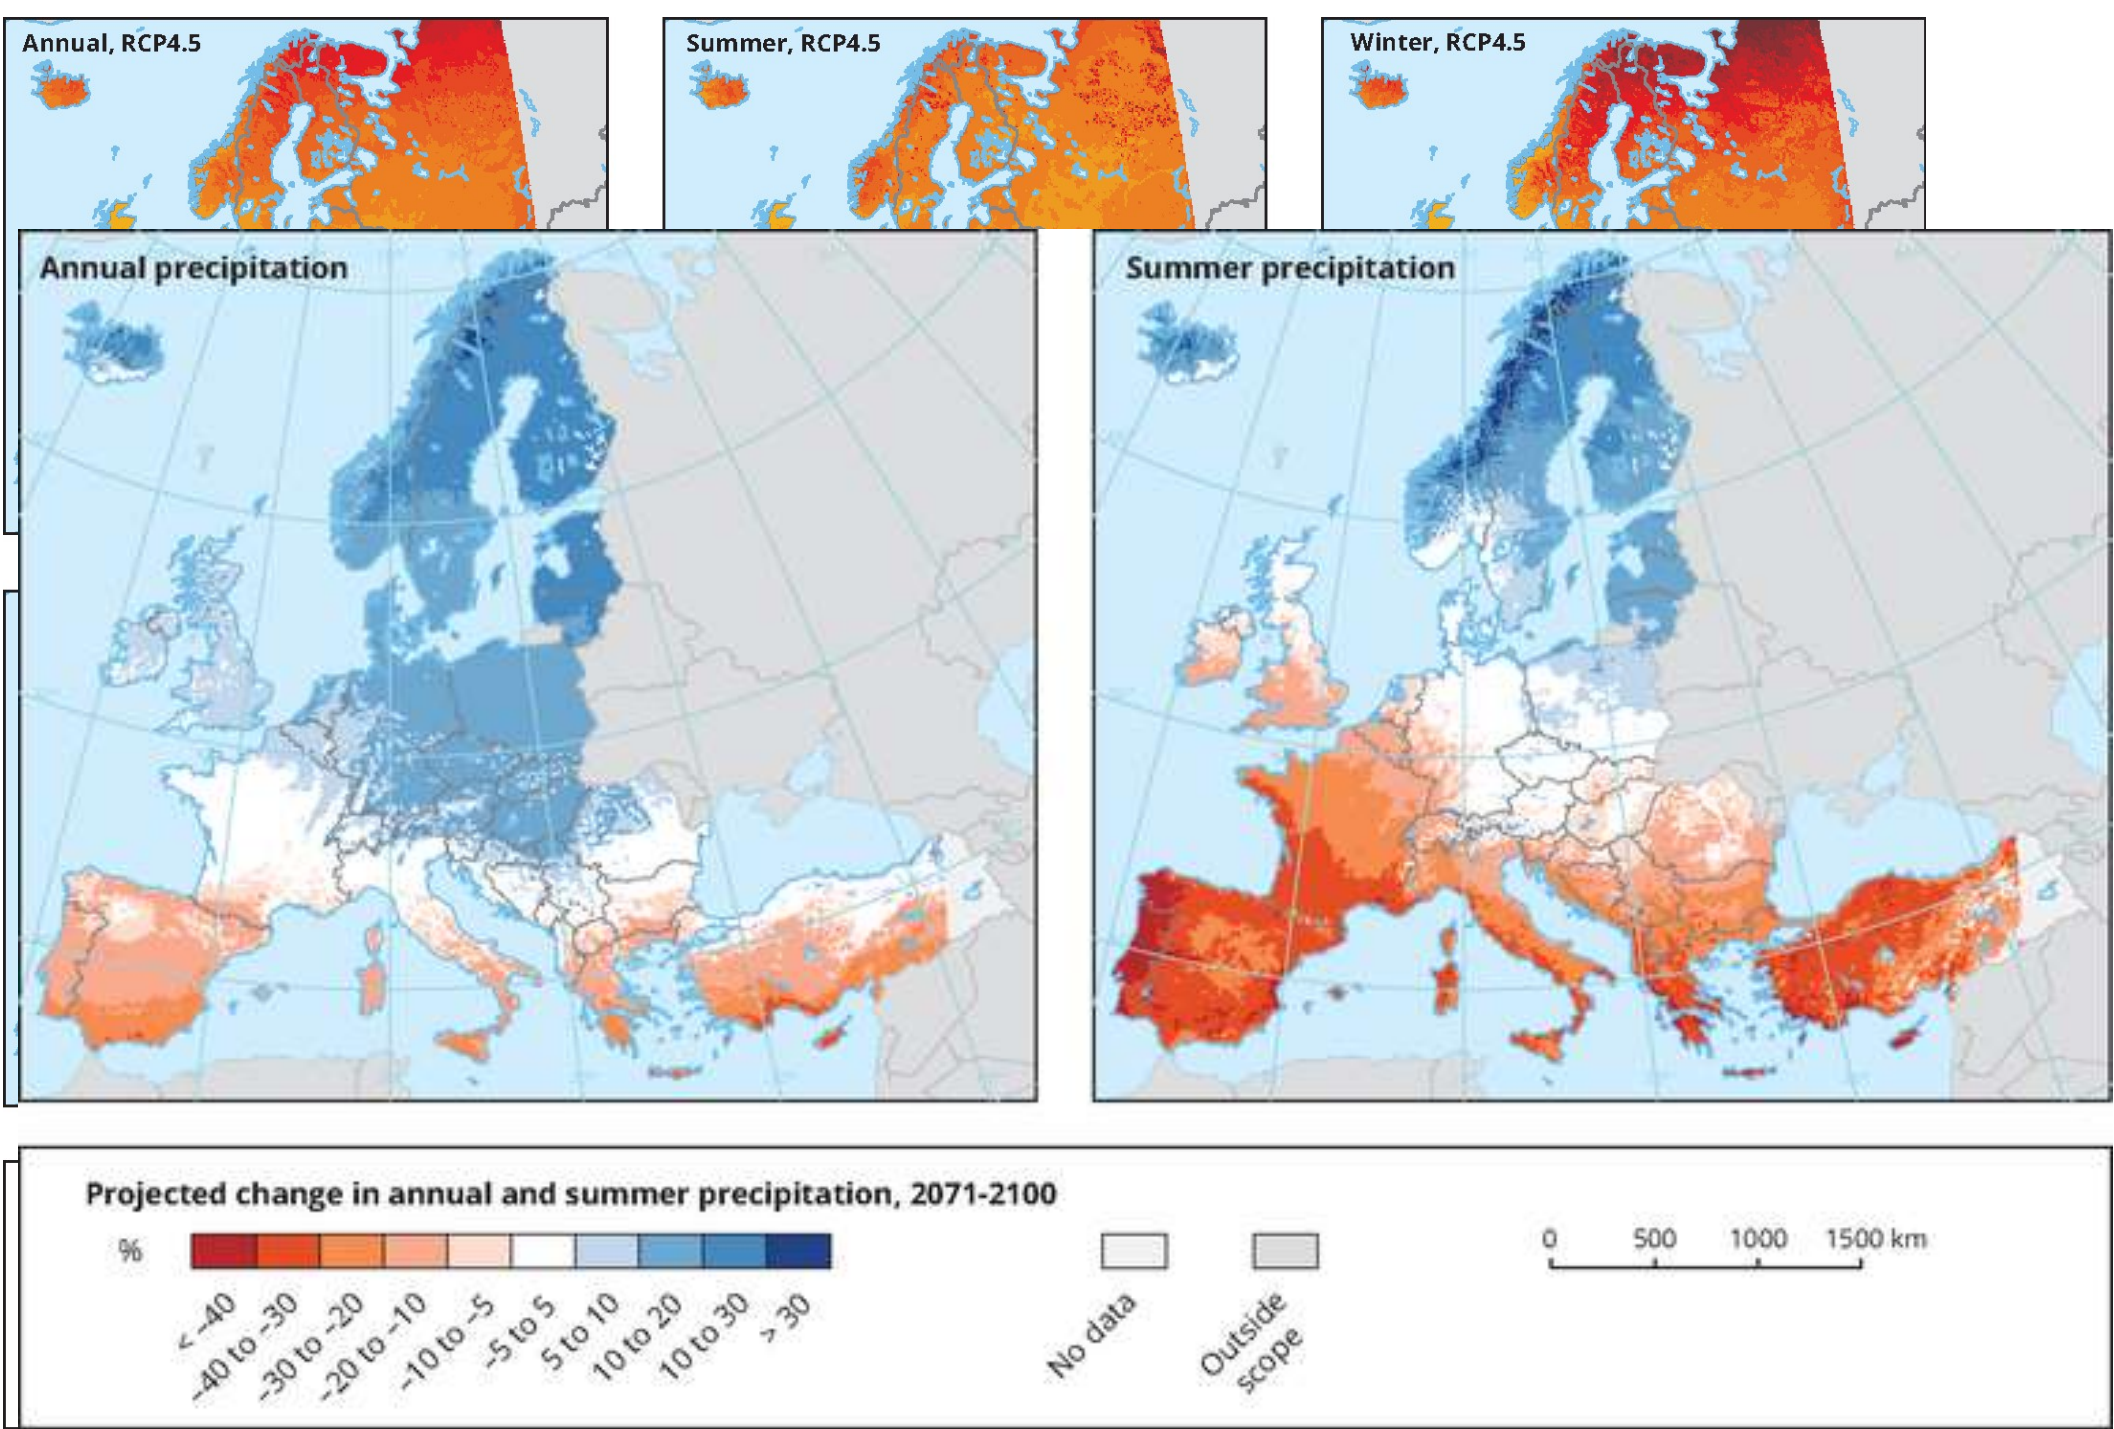 Annual, RCP4.5
Summer, RCP4.5
Winter, RCP4.5
Annual precipitation
Summer precipitation
Projected change in annual and summer precipitation, 2071-2100
%
< −40
−40 to −30
−30 to −20
−20 to −10
−10 to −5
−5 to 5
5 to 10
10 to 20
10 to 30
> 30
No data
Outside
scope
0 500 1000 1500 km